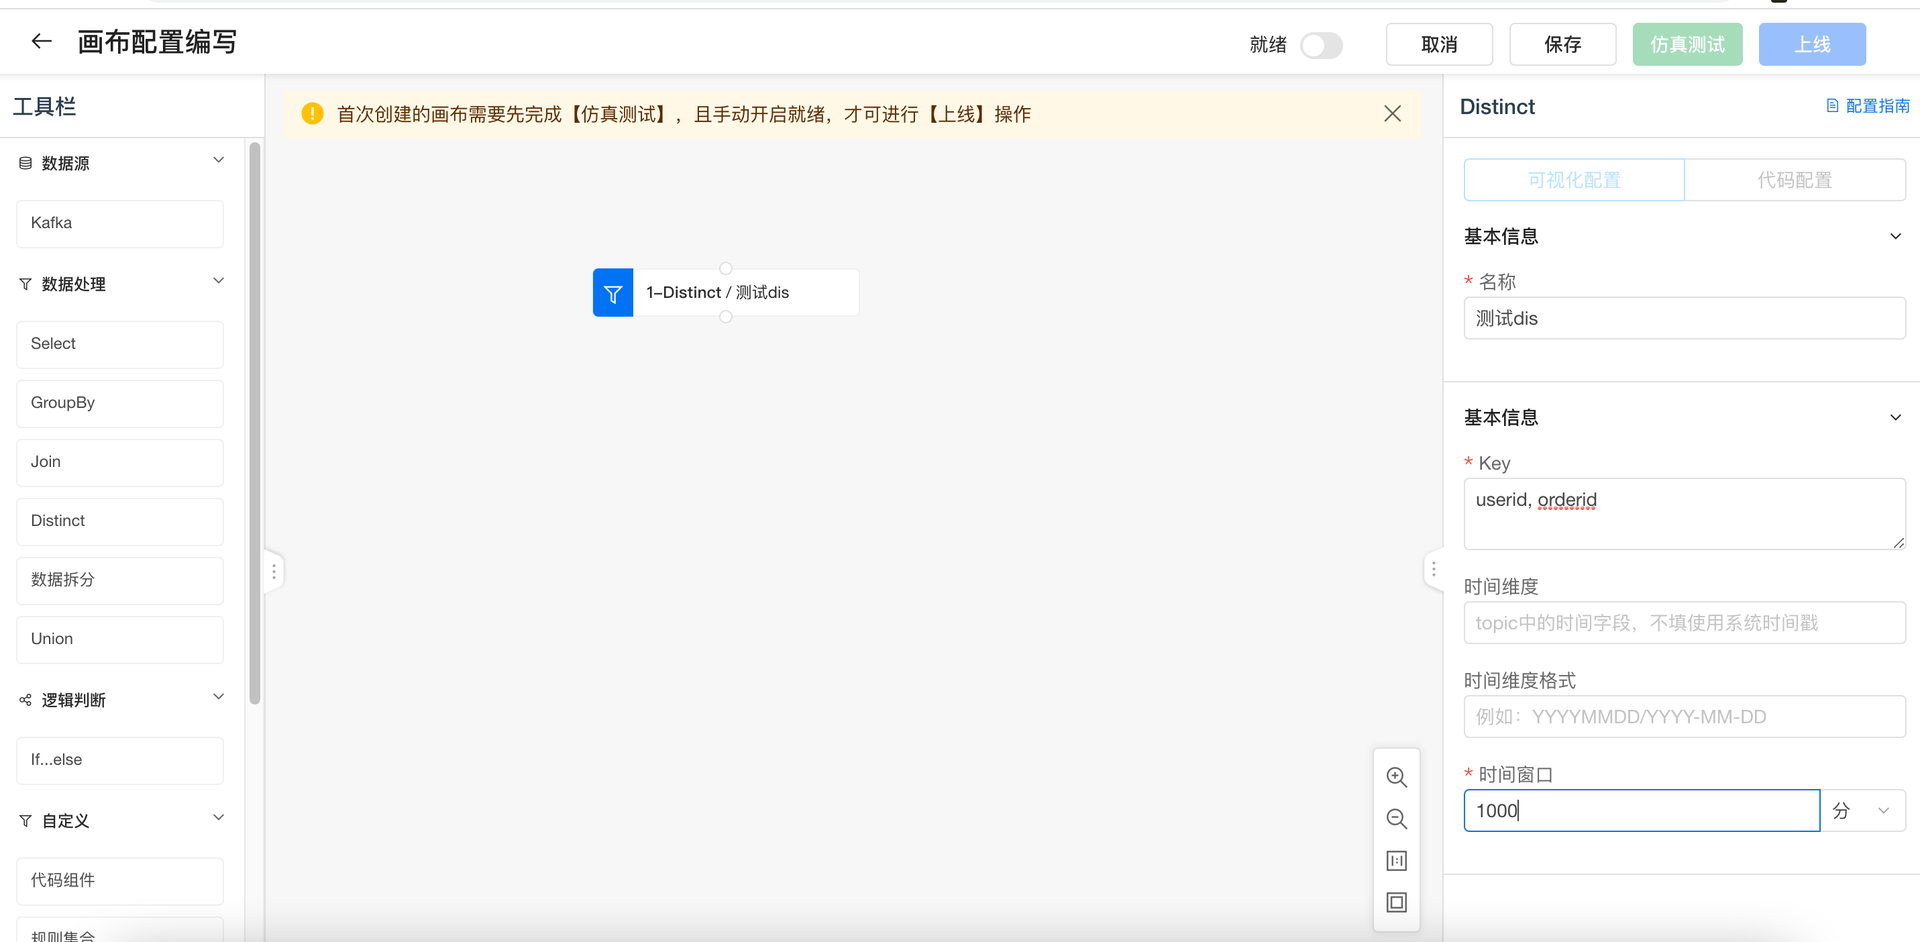 画布配置编写
就绪
取消
保存
仿真测试
上线
工具栏
数据源
Kafka
数据处理
Select
GroupBy
Join
Distinct
数据拆分
Union
逻辑判断
If...else
自定义
代码组件
规则集合
首次创建的画布需要先完成【仿真测试】，且手动开启就绪，才可进行【上线】操作
1-Distinct / 测试dis
Distinct
配置指南
可视化配置
代码配置
基本信息
* 名称
测试dis
基本信息
* Key
userid, orderid
时间维度
topic中的时间字段，不填使用系统时间戳
时间维度格式
例如：YYYYMMDD/YYYY-MM-DD
* 时间窗口
1000
分